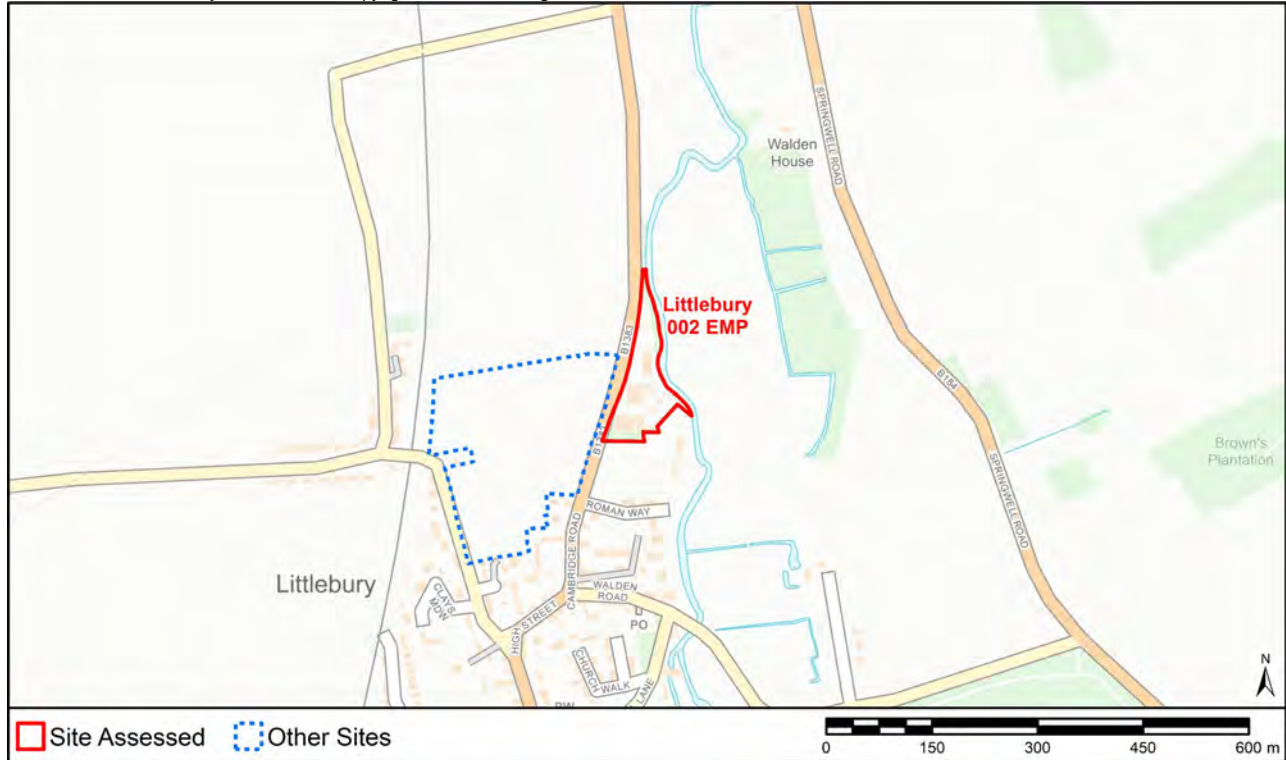 Walden
House
SPRINGWELL ROAD
Littlebury
002 EMP
B1383
B184
Brown's
Plantation
ROMAN WAY
CAMBRIDGE ROAD
Littlebury
CLAYS
MDW
WALDEN
ROAD
PO
HIGH STREET
CHURCH
WALK
LANE
SPRINGWELL ROAD
N
Site Assessed
Other Sites
0 150 300 450 600 m